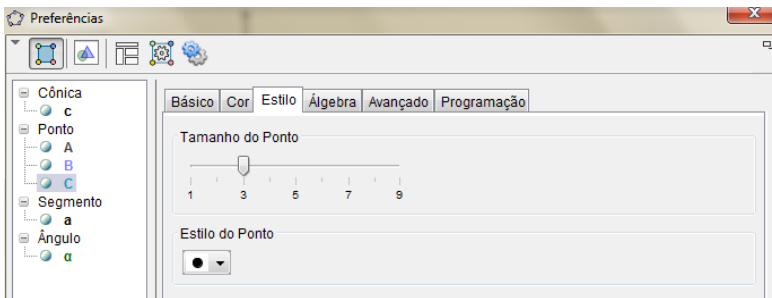 Preferências
Cônica
c
Ponto
A
B
C
Segmento
a
Ângulo
α
Básico Cor Estilo Álgebra Avançado Programação
Tamanho do Ponto
1 3 5 7 9
Estilo do Ponto